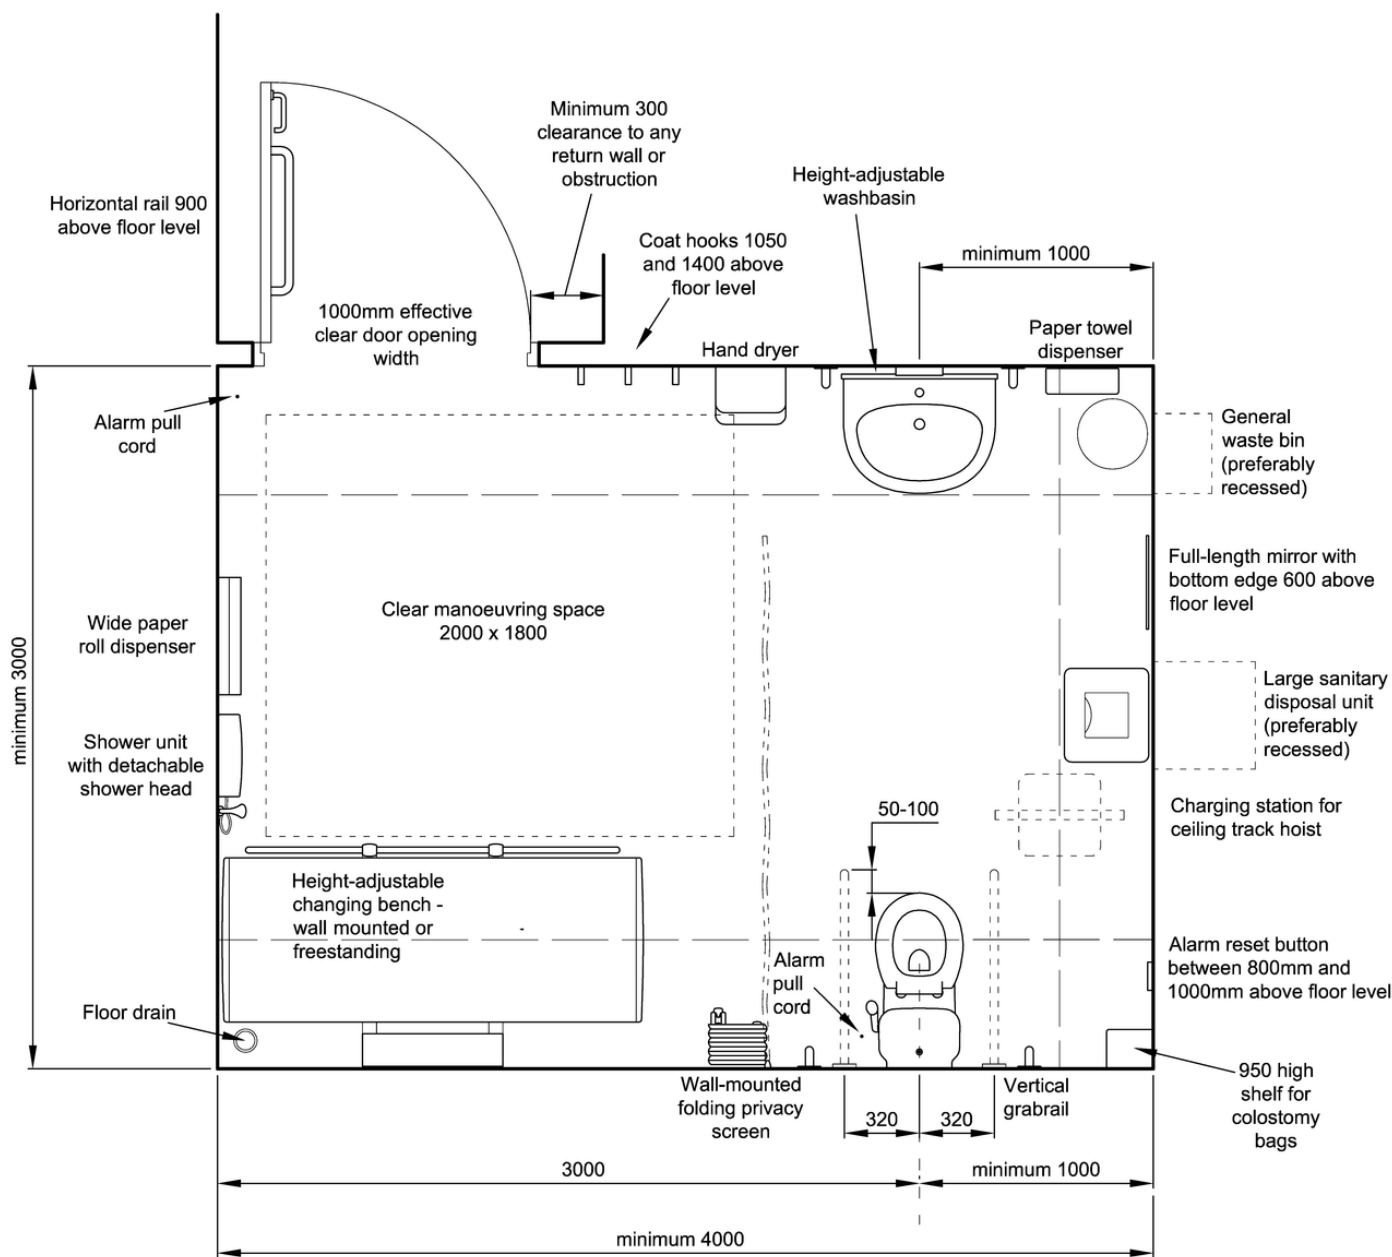 Minimum 300
clearance to any
return wall or
obstruction
Height-adjustable
washbasin
Horizontal rail 900
above floor level
Coat hooks 1050
and 1400 above
floor level
minimum 1000
1000mm effective
clear door opening
width
Hand dryer
Paper towel
dispenser
Alarm pull
cord
General
waste bin
(preferably
recessed)
Full-length mirror with
bottom edge 600 above
floor level
Wide paper
roll dispenser
Clear manoeuvring space
2000 x 1800
minimum 3000
Large sanitary
disposal unit
(preferably
recessed)
Shower unit
with detachable
shower head
Charging station for
ceiling track hoist
50-100
Height-adjustable
changing bench -
wall mounted or
freestanding
Alarm
pull
cord
Alarm reset button
between 800mm and
1000mm above floor level
Floor drain
Wall-mounted
folding privacy
screen
320
320
Vertical
grabrail
950 high
shelf for
colostomy
bags
3000
minimum 1000
minimum 4000